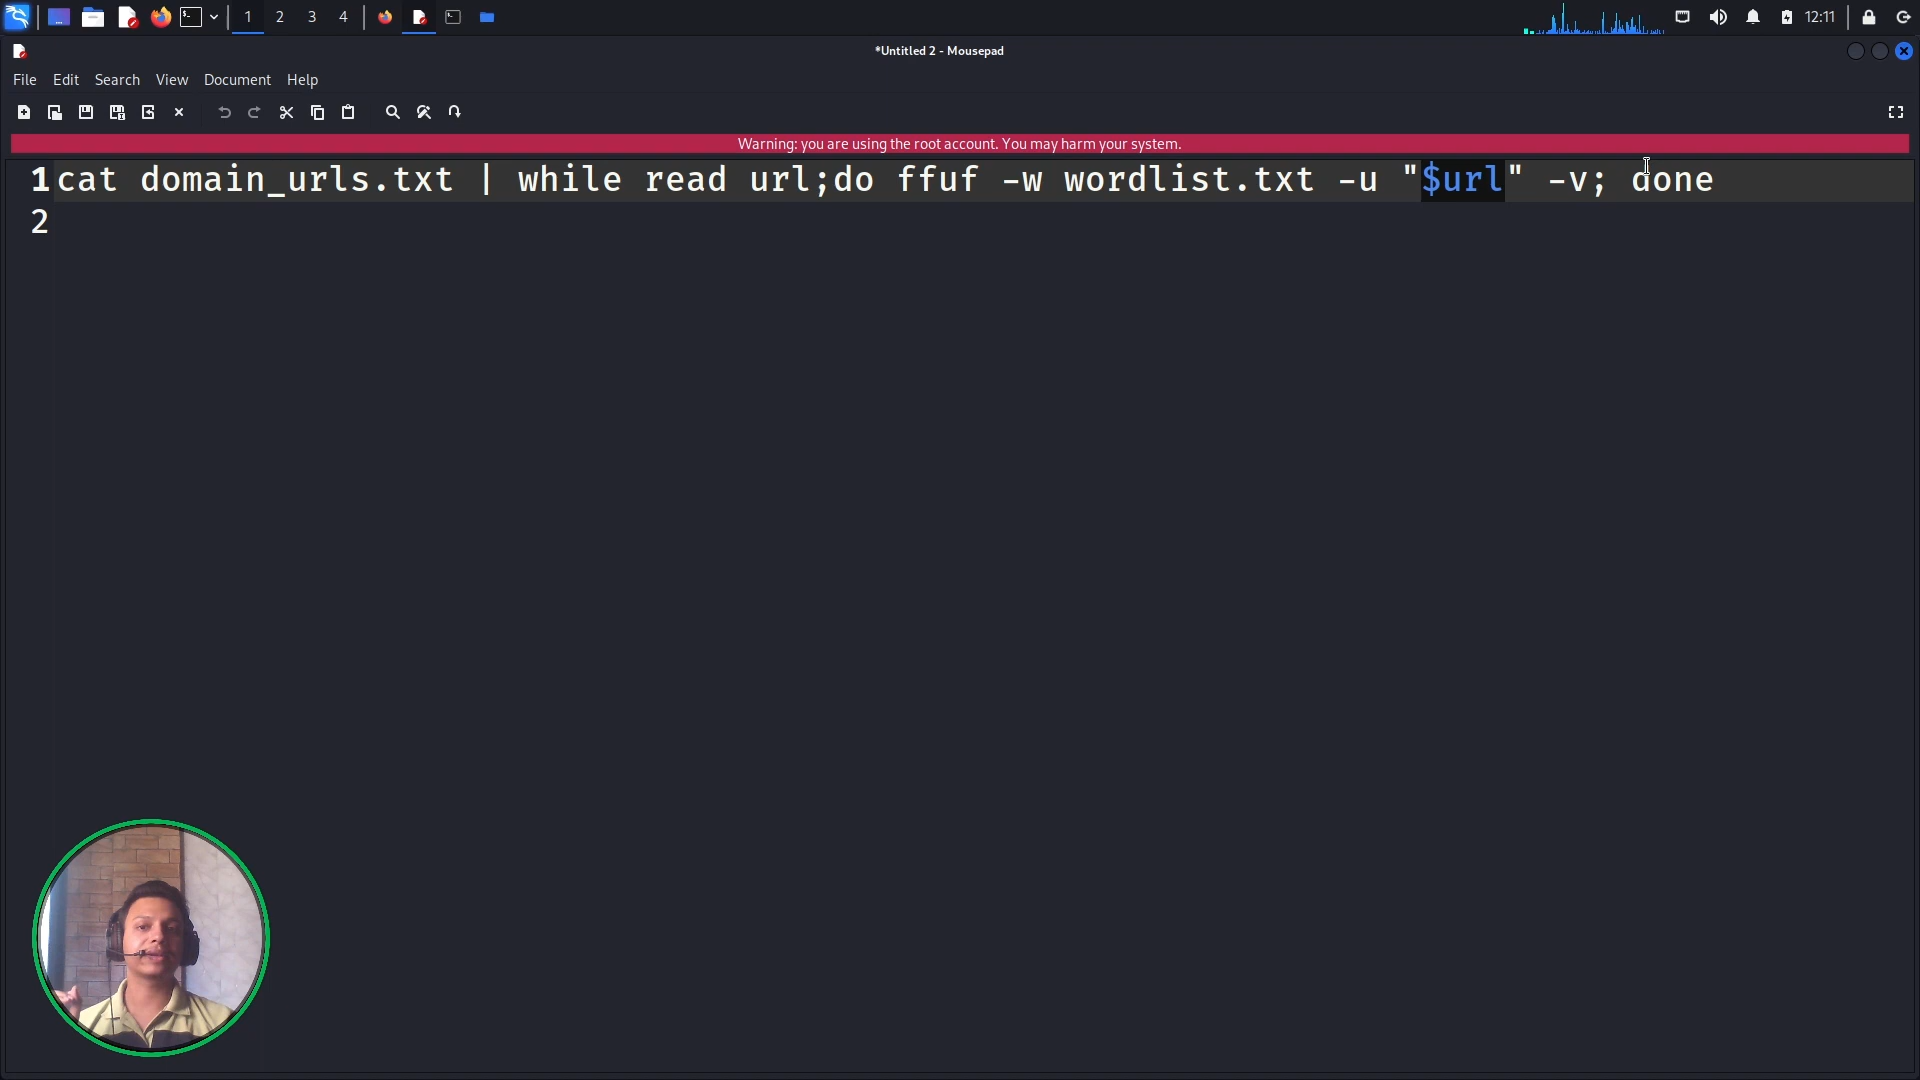 1 2 3 4 12:11
*Untitled 2 - Mousepad
File Edit Search View Document Help
Warning: you are using the root account. You may harm your system.
1 cat domain_urls.txt | while read url;do ffuf -w wordlist.txt -u "$url" -v; done
2